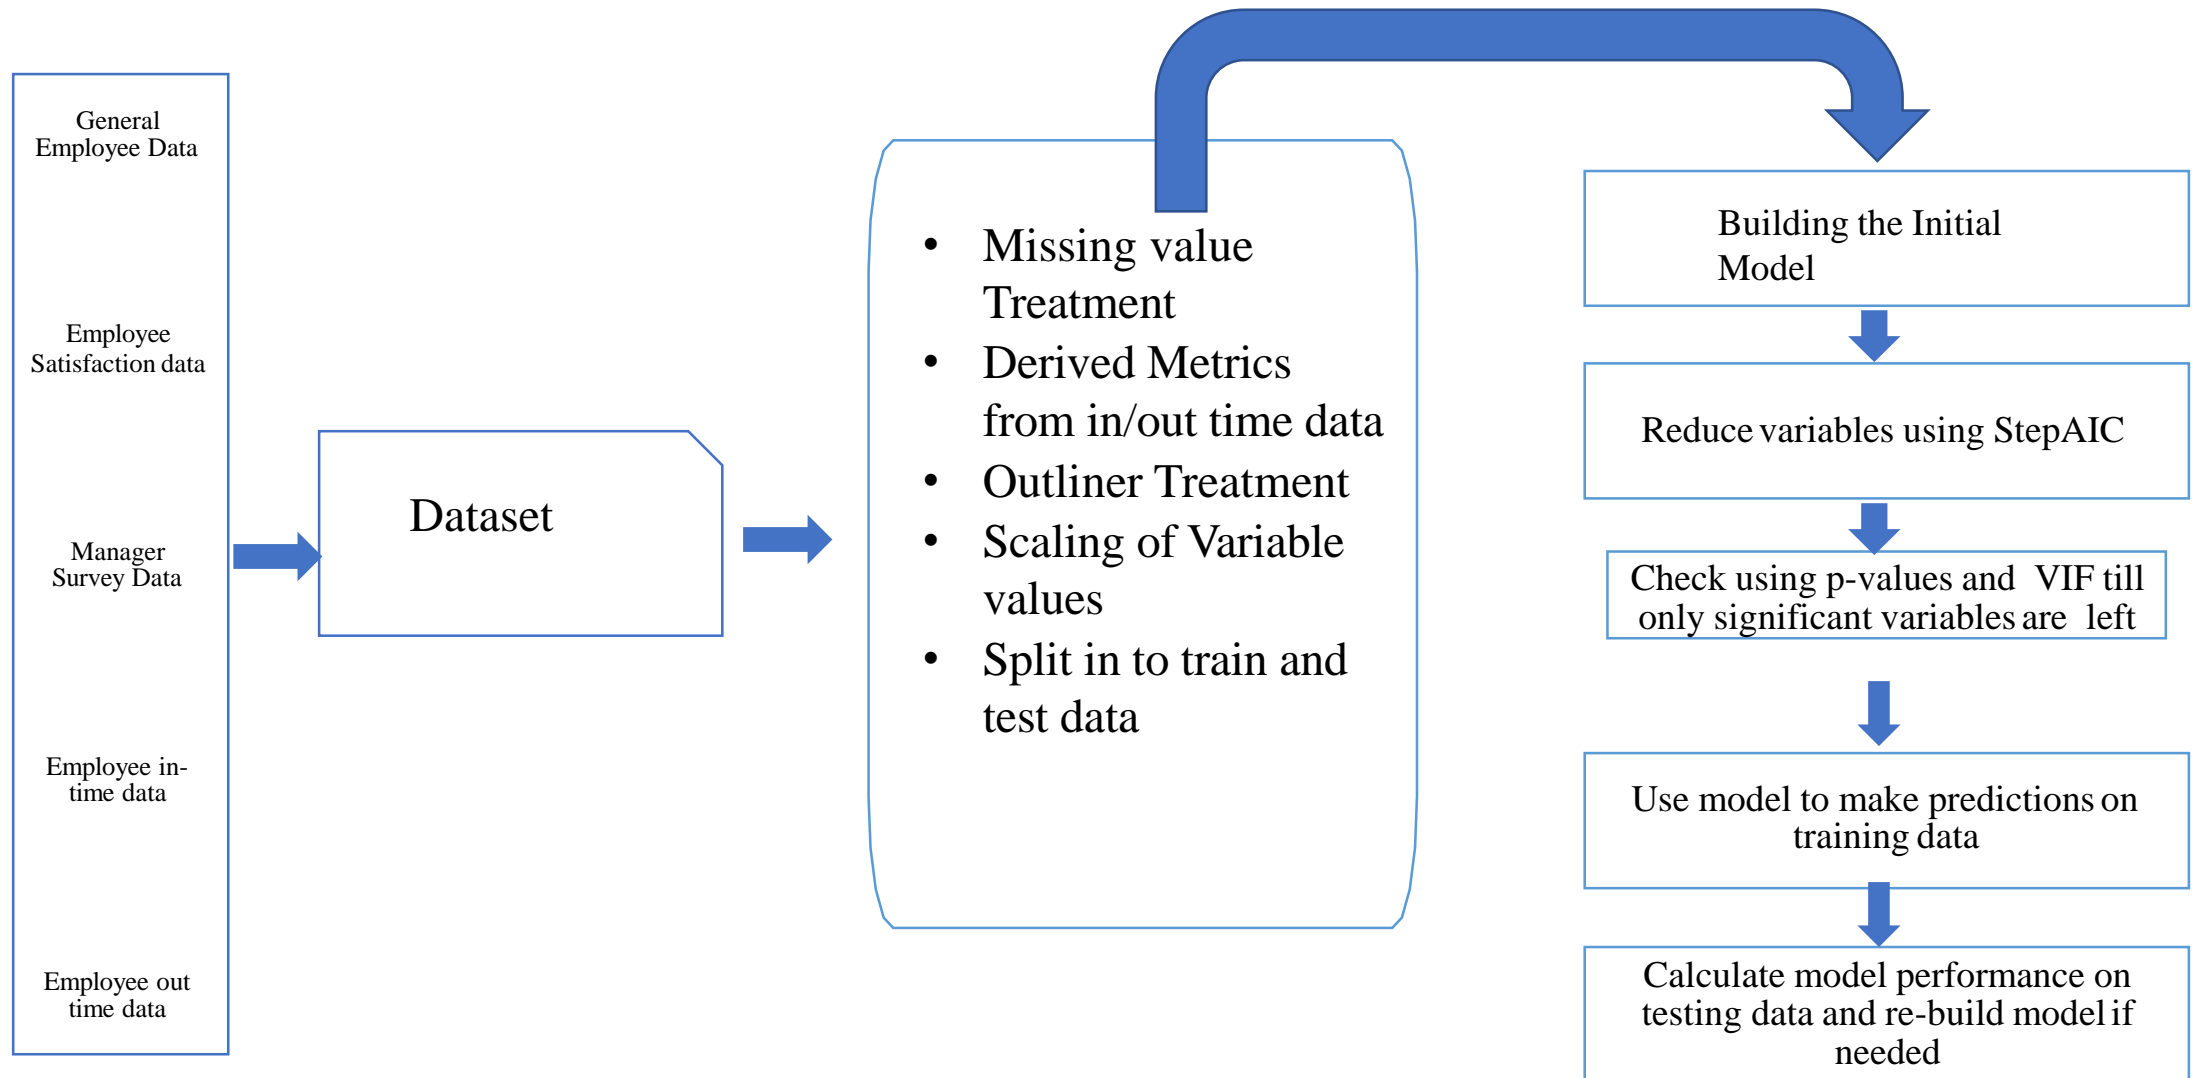 General
Employee Data
Employee
Satisfaction data
Manager
Survey Data
Employee in-
time data
Employee out
time data
Dataset
• Missing value
Treatment
• Derived Metrics
from in/out time data
• Outliner Treatment
• Scaling of Variable
values
• Split in to train and
test data
Building the Initial
Model
Reduce variables using StepAIC
Check using p-values and VIF till
only significant variables are left
Use model to make predictions on
training data
Calculate model performance on
testing data and re-build model if
needed